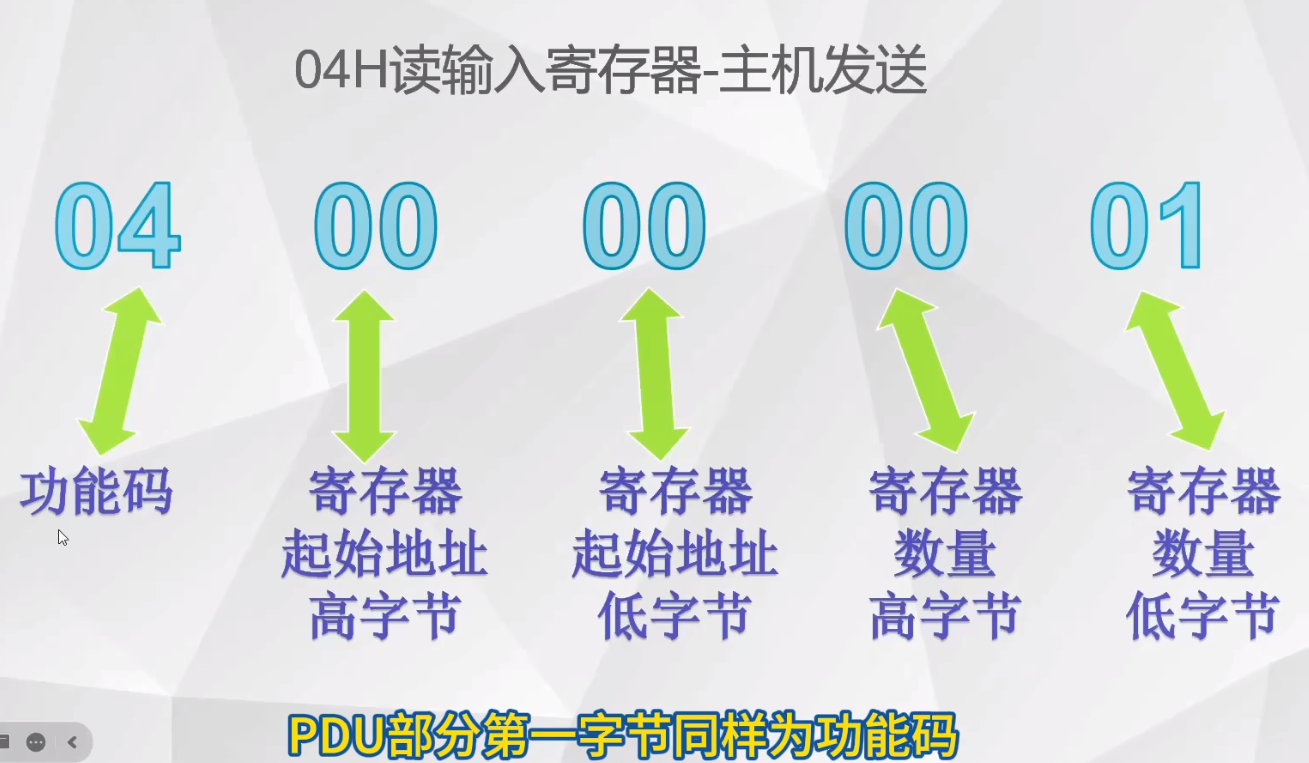 04H读输入寄存器-主机发送
04 00 00 00 01
功能码
寄存器
起始地址
高字节
寄存器
起始地址
低字节
寄存器
数量
高字节
寄存器
数量
低字节
PDU部分第一字节同样为功能码